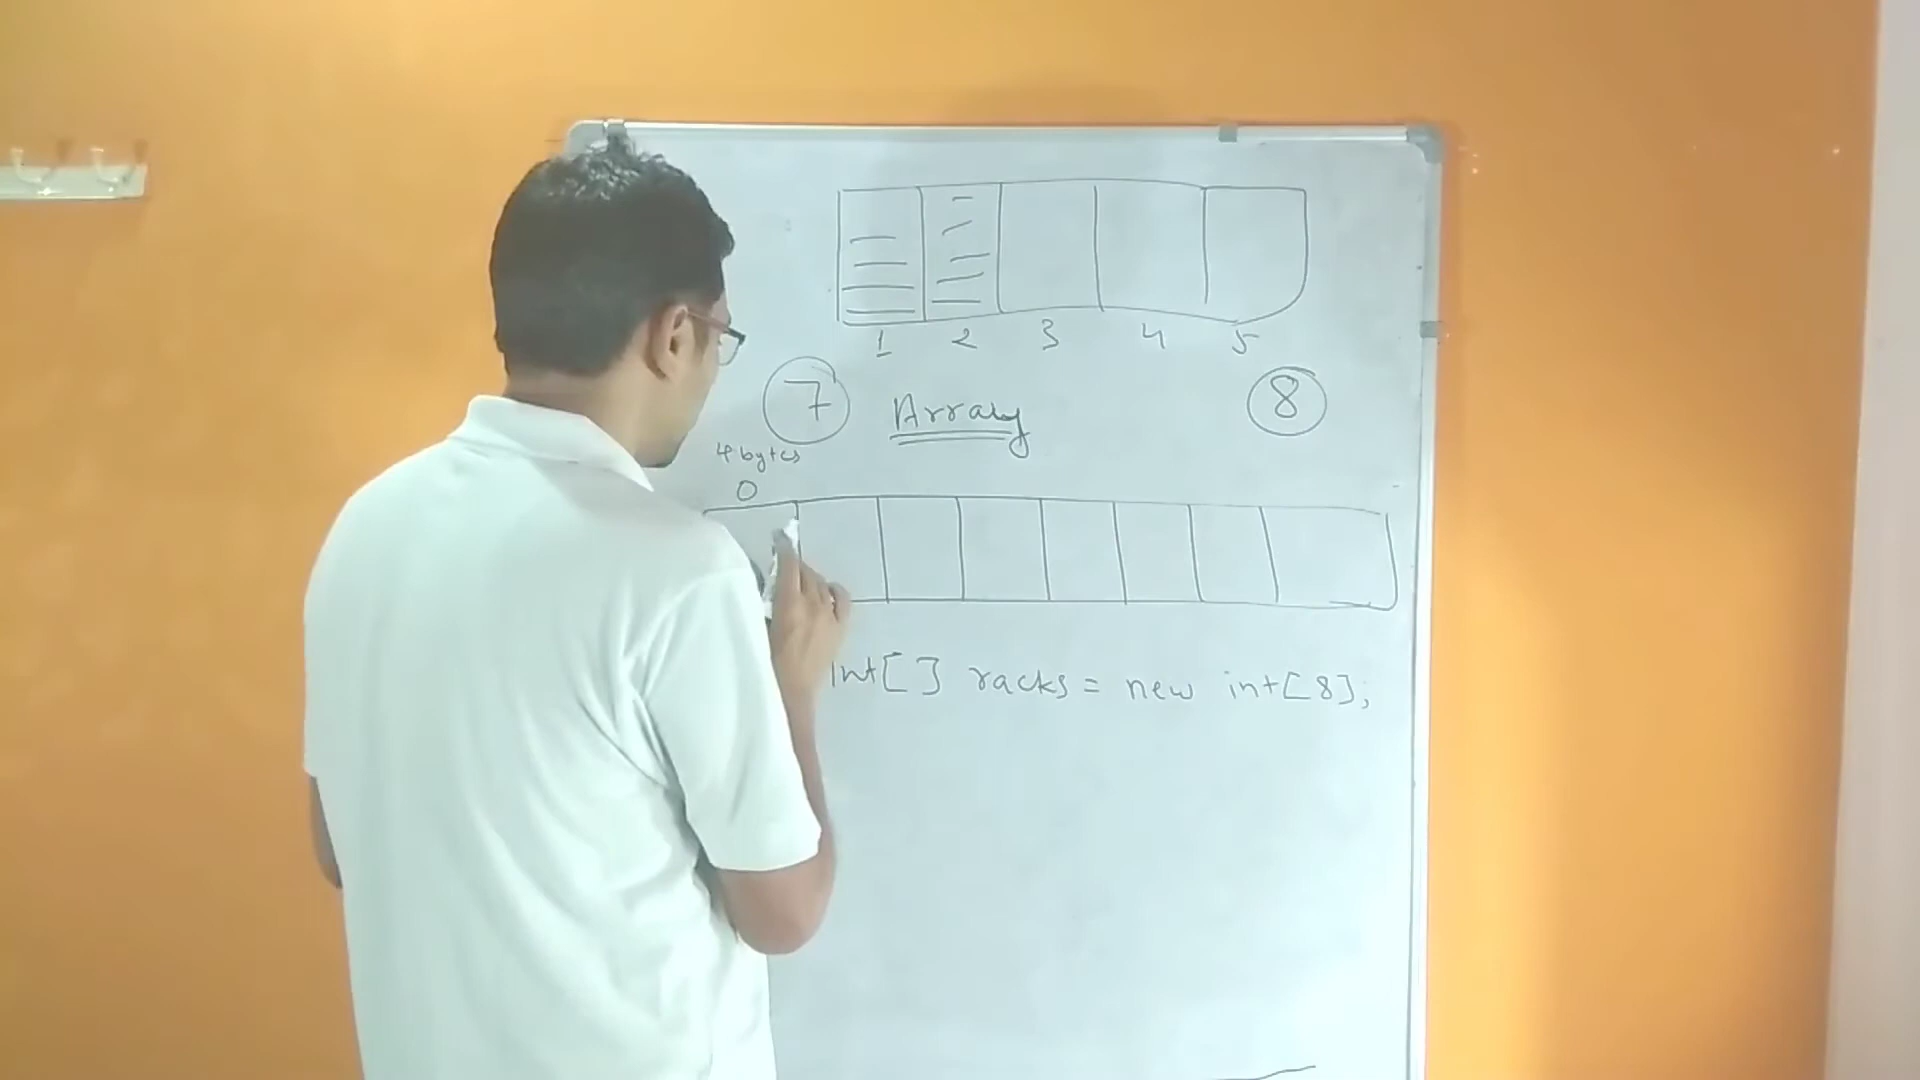 1 2 3 4 5
7 Array 8
4 bytes
0
int[] racks = new int[8];